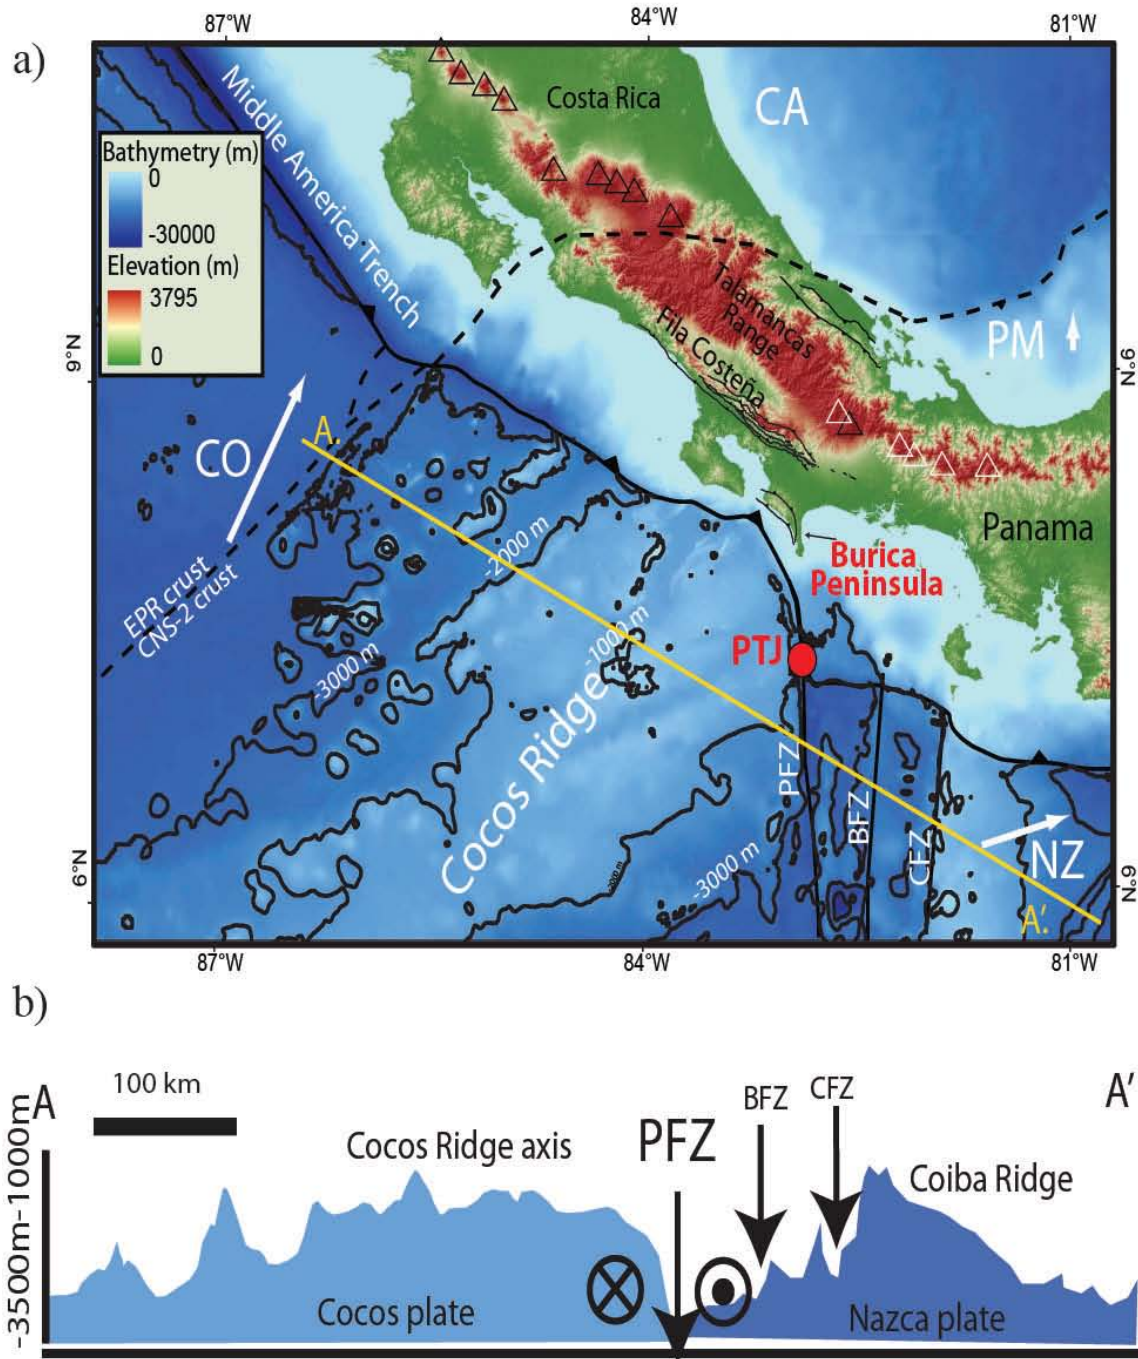 a)
87°W
84°W
81°W
Middle America Trench
Costa Rica
CA
Bathymetry (m)
0
-30000
Elevation (m)
3795
0
9°N
Talamancas
Range
Fila Costeña
PM
N.6
CO
A.
EPR crust
CNS-2 crust
-2000 m
Panama
Burica
Peninsula
-1000 m
PTJ
-3000 m
Cocos Ridge
PFZ
BFZ
CFZ
-3000 m
NZ
6°N
N.9
A'.
87°W
84°W
81°W
b)
A
100 km
-3500m-1000m
Cocos Ridge axis
PFZ
BFZ
CFZ
A'
Coiba Ridge
Cocos plate
Nazca plate